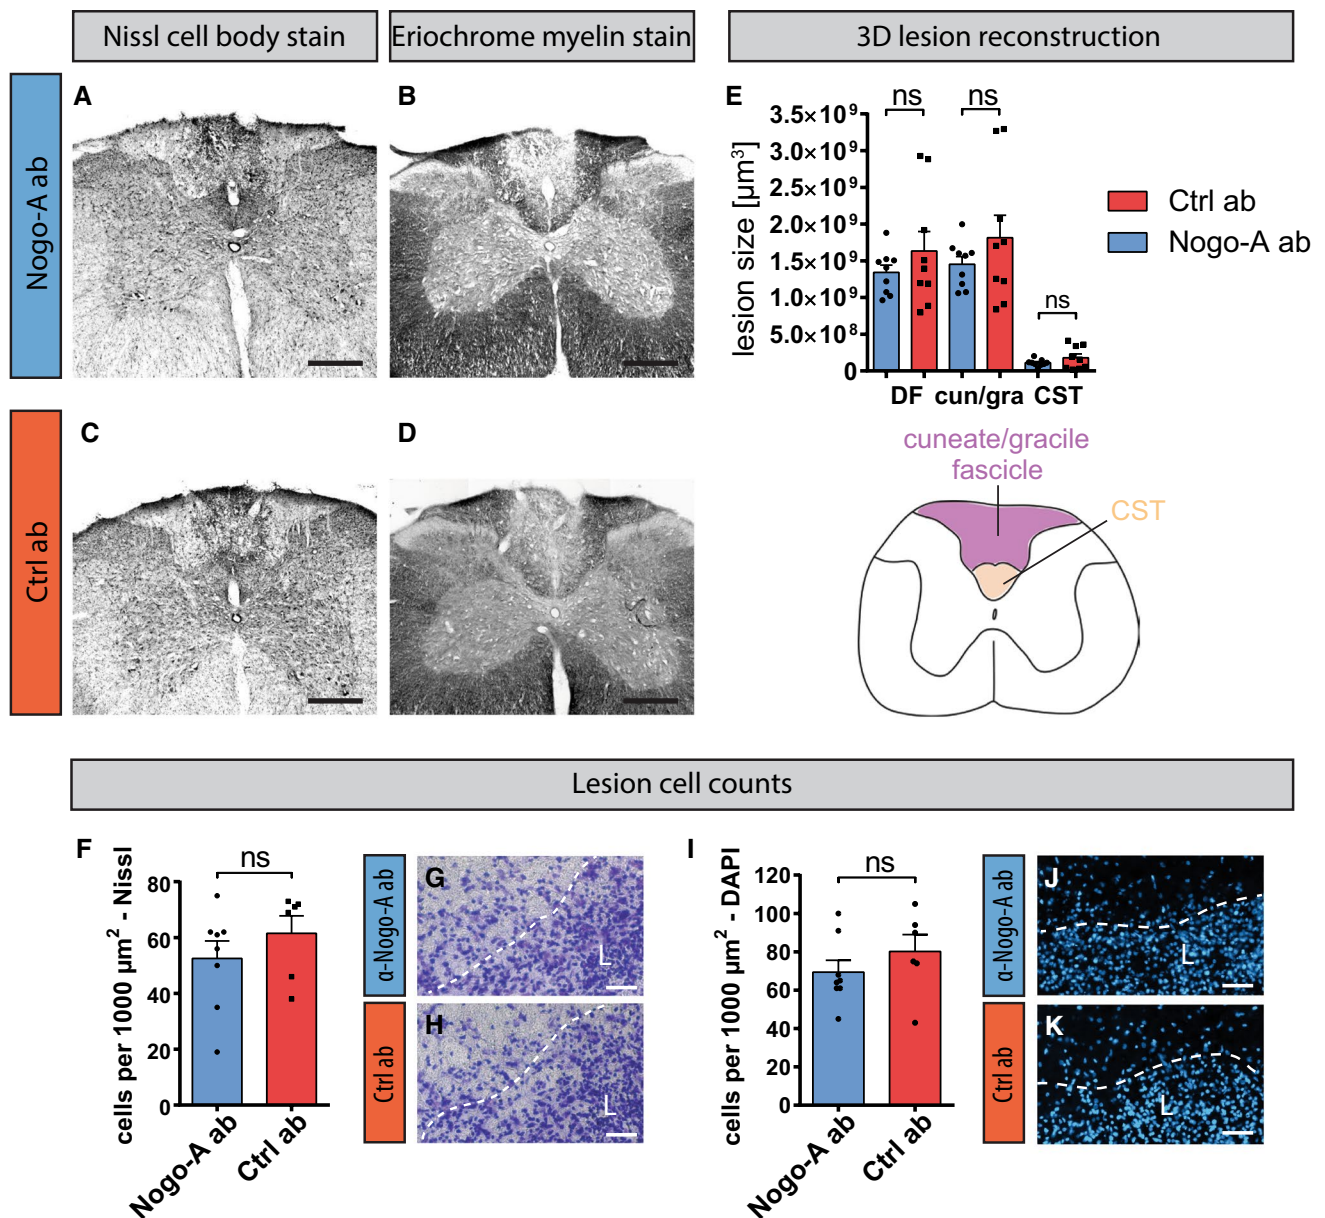 Nissl cell body stain
Eriochrome myelin stain
3D lesion reconstruction
Nogo-A ab
A
B
Ctrl ab
C
D
E
lesion size [µm³]
3.5×10⁹
3.0×10⁹
2.5×10⁹
2.0×10⁹
1.5×10⁹
1.0×10⁹
5.0×10⁸
0
ns
ns
ns
DF cun/gra CST
Ctrl ab
Nogo-A ab
cuneate/gracile
fascicle
CST
Lesion cell counts
F
cells per 1000 µm² - Nissl
80
60
40
20
0
ns
Nogo-A ab
Ctrl ab
α-Nogo-A ab
G
L
Ctrl ab
H
L
I
cells per 1000 µm² - DAPI
120
100
80
60
40
20
0
ns
Nogo-A ab
Ctrl ab
α-Nogo-A ab
J
L
Ctrl ab
K
L